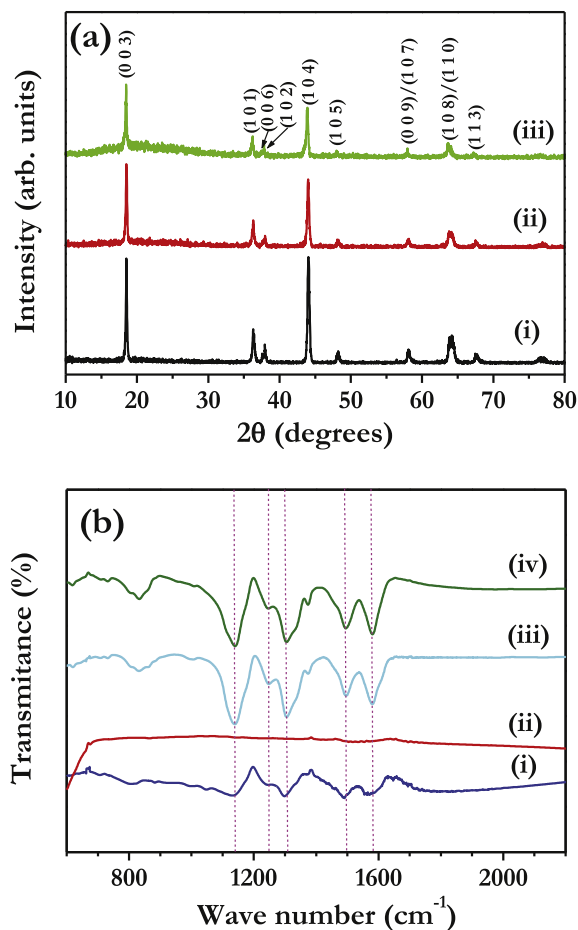 (a)
(0 0 3)
(1 0 1)
(0 0 6)
(1 0 2)
(1 0 4)
(1 0 5)
(0 0 9)/(1 0 7)
(1 0 8)/(1 1 0)
(1 1 3)
(iii)
(ii)
(i)
Intensity (arb. units)
10 20 30 40 50 60 70 80
2θ (degrees)
(b)
(iv)
(iii)
(ii)
(i)
Transmitance (%)
800 1200 1600 2000
Wave number (cm⁻¹)